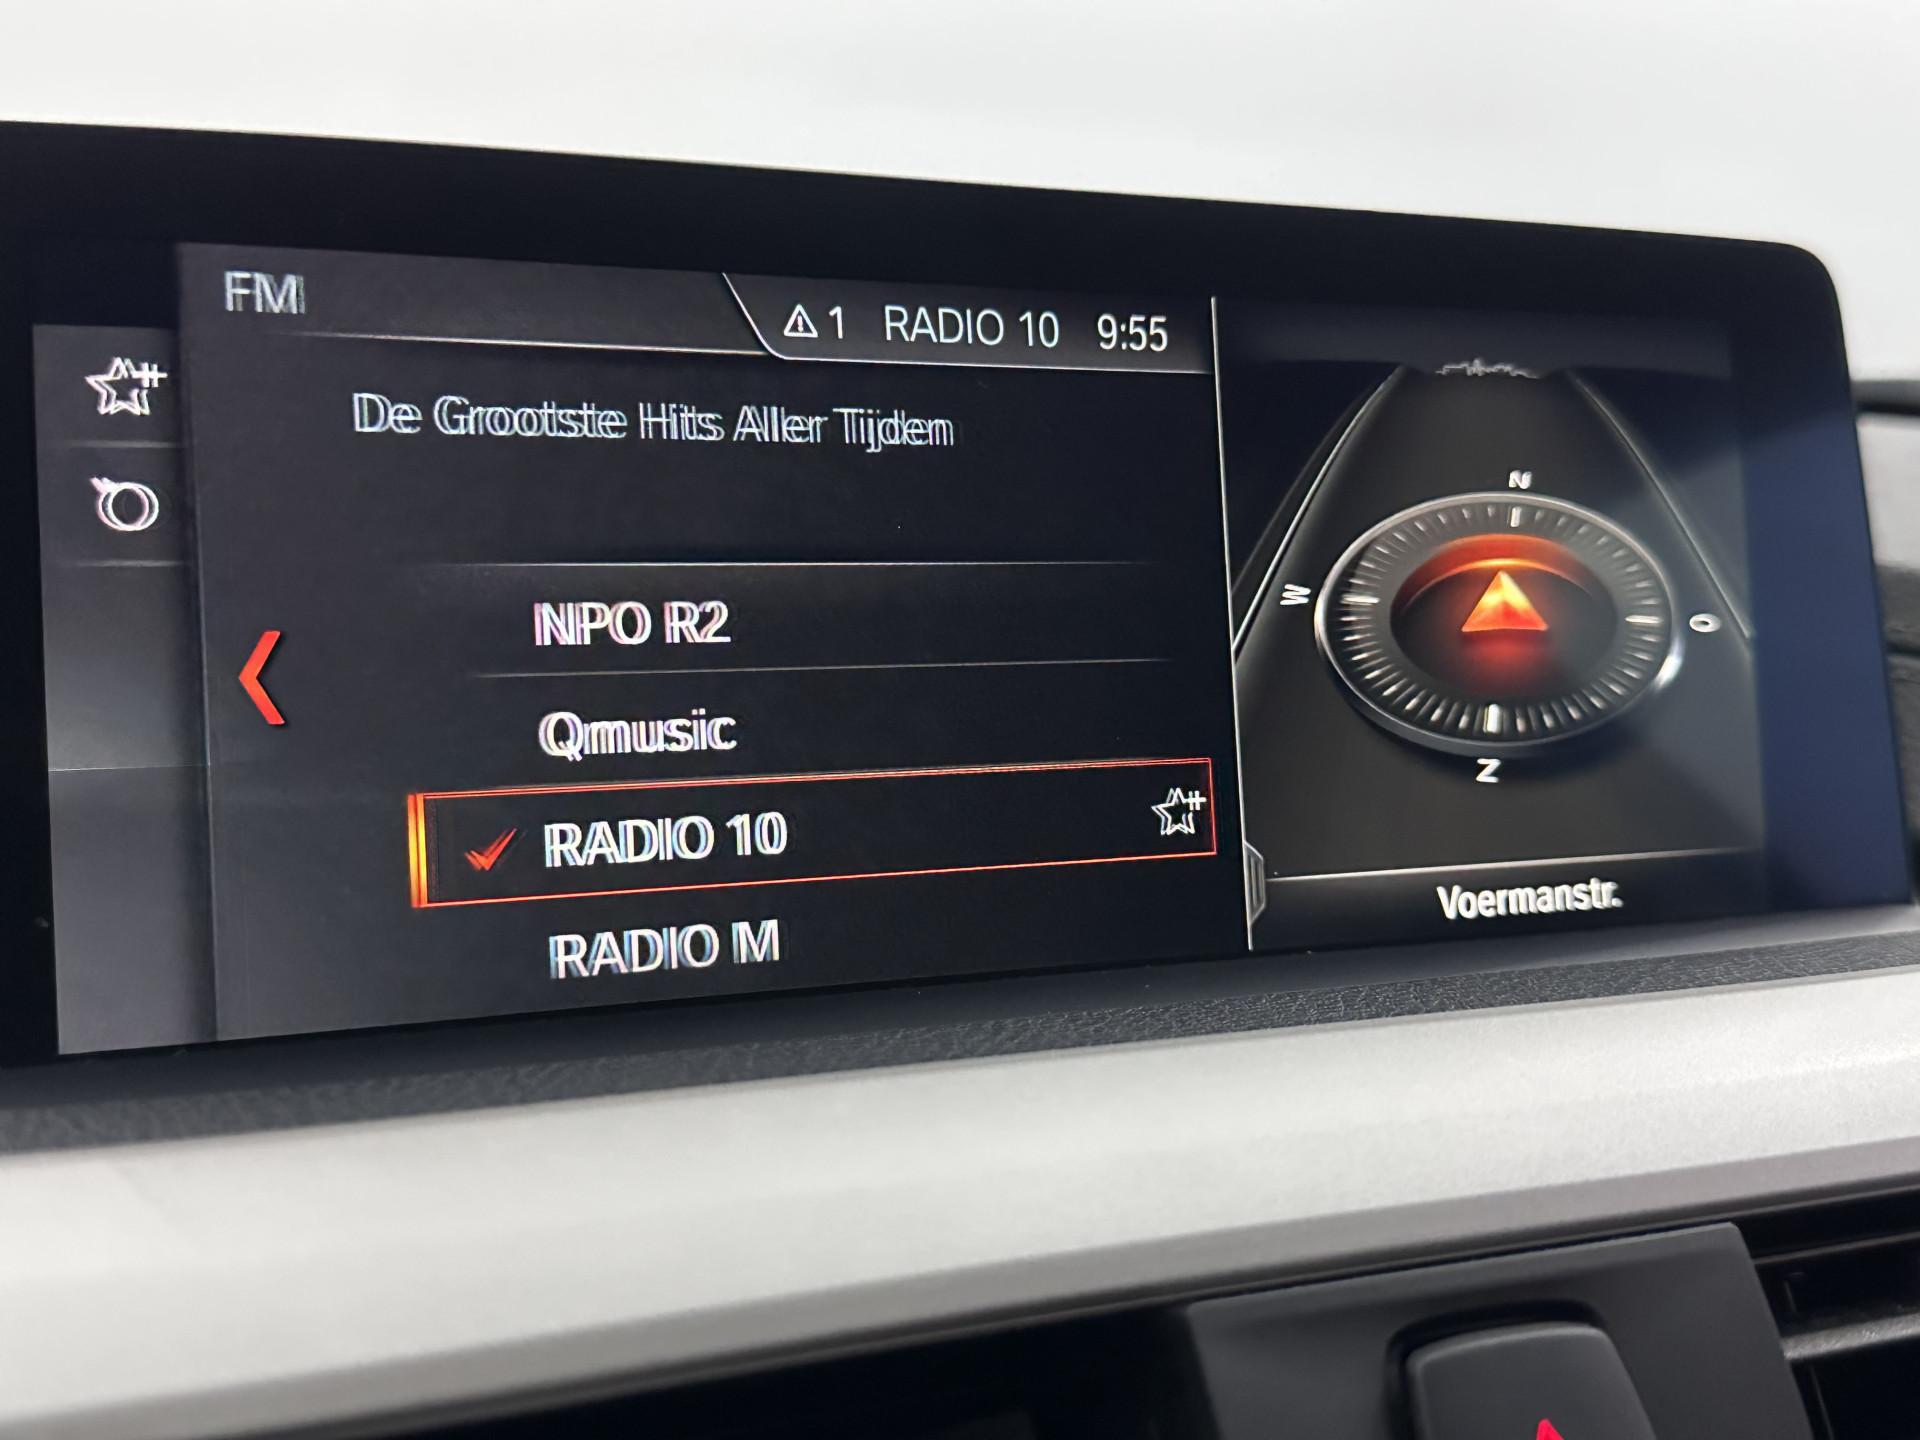 FM
1 RADIO 10 9:55
De Grootste Hits Aller Tijden
NPO R2
Qmusic
RADIO 10
RADIO M
N
W
O
Z
Voermanstr.